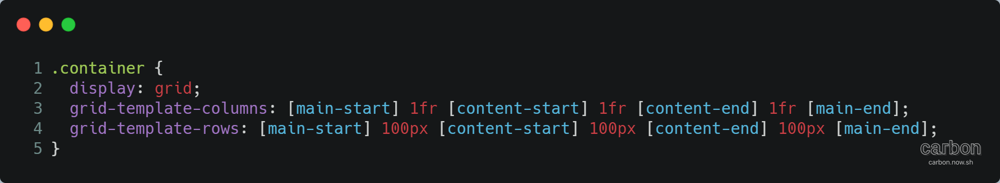 1 .container {
2   display: grid;
3   grid-template-columns: [main-start] 1fr [content-start] 1fr [content-end] 1fr [main-end];
4   grid-template-rows: [main-start] 100px [content-start] 100px [content-end] 100px [main-end];
5 }
carbon
carbon.now.sh